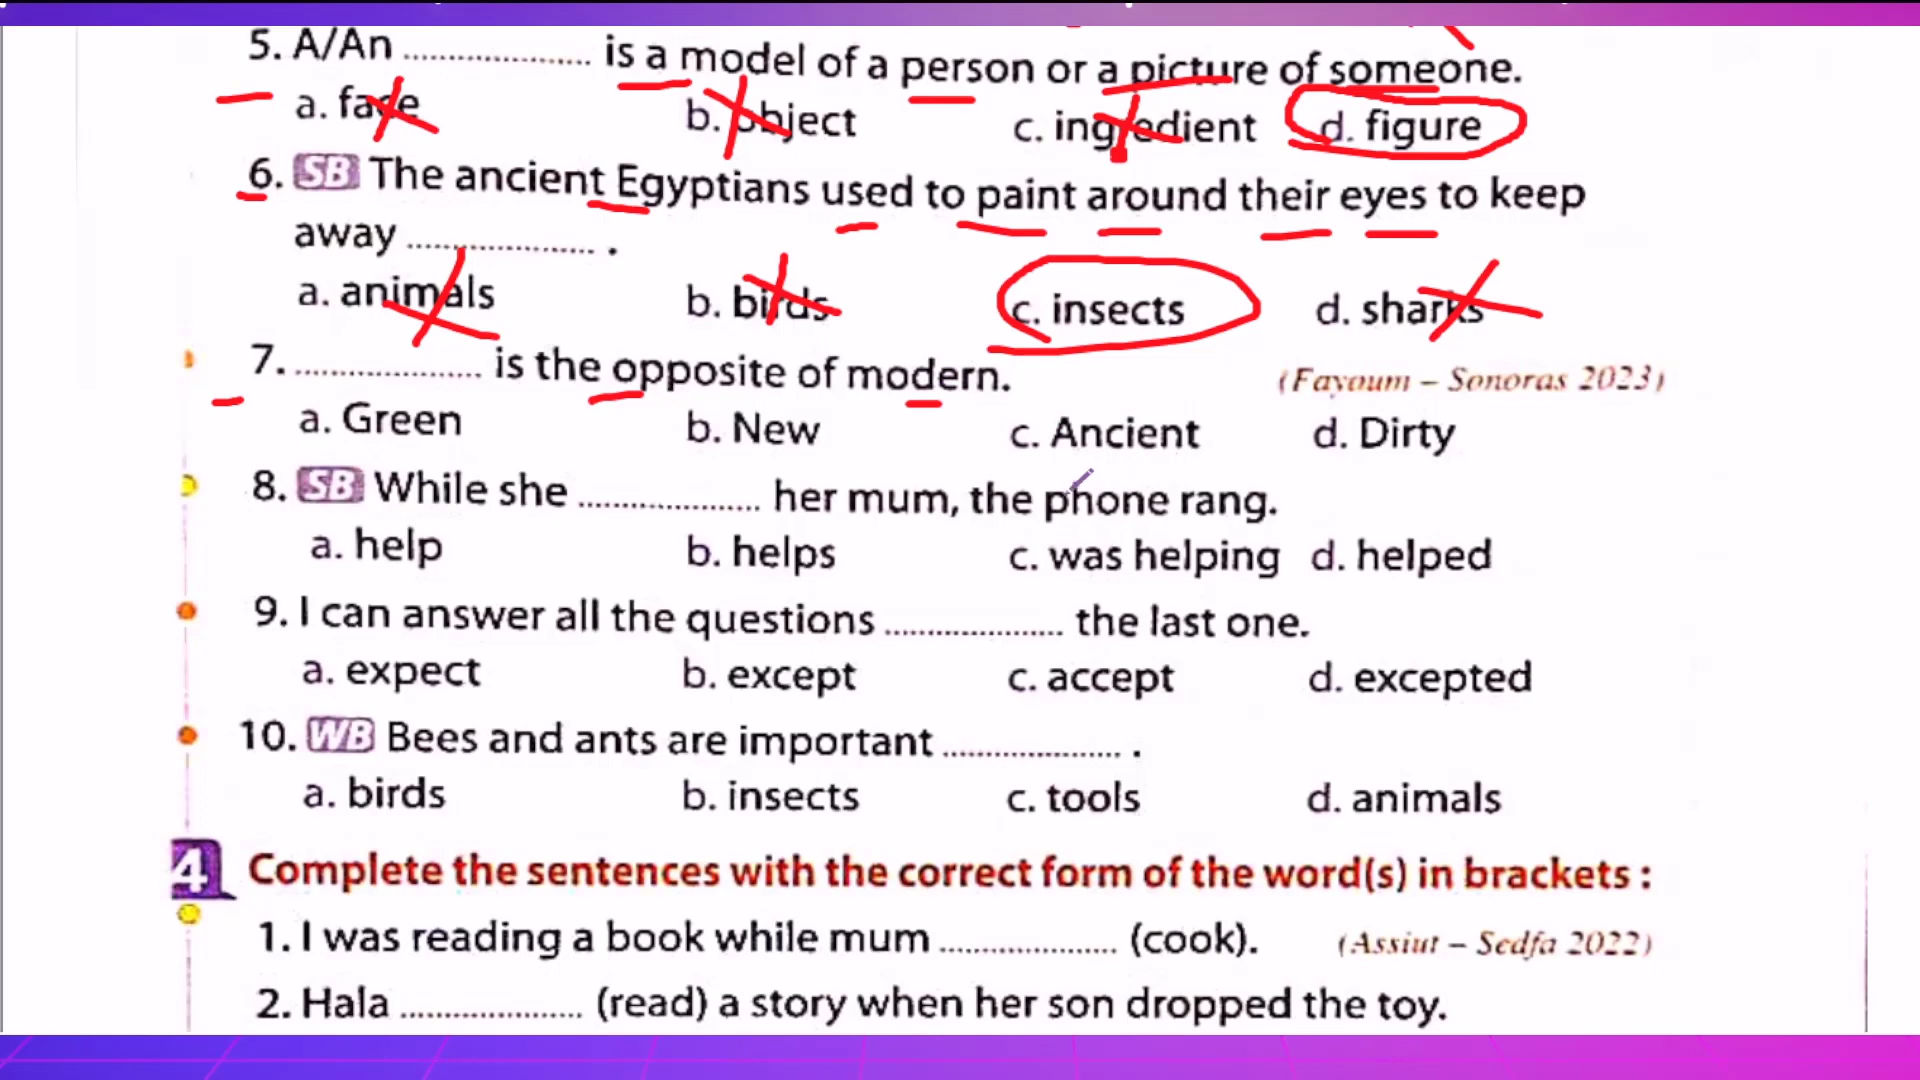 5. A/An .................... is a model of a person or a picture of someone.
a. face b. object c. ingredient d. figure
6. SB The ancient Egyptians used to paint around their eyes to keep
away .................... .
a. animals b. birds c. insects d. sharks
7. .................... is the opposite of modern. (Fayoum – Sonoras 2023)
a. Green b. New c. Ancient d. Dirty
8. SB While she .................... her mum, the phone rang.
a. help b. helps c. was helping d. helped
9. I can answer all the questions .................... the last one.
a. expect b. except c. accept d. excepted
10. WB Bees and ants are important .................... .
a. birds b. insects c. tools d. animals
4 Complete the sentences with the correct form of the word(s) in brackets :
1. I was reading a book while mum .................... (cook). (Assiut – Sedfa 2022)
2. Hala .................... (read) a story when her son dropped the toy.